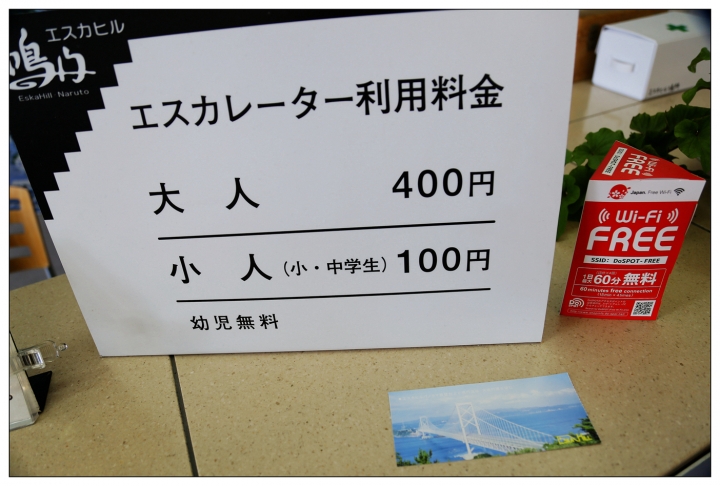 エスカヒル
鳴門
EskaHill Naruto
エスカレーター利用料金
大人 400円
小人(小・中学生)100円
幼児無料
FREE
Japan. Free Wi-Fi
Wi-Fi
FREE
SSID: DoSPOT-FREE
60分無料
60minutes free connection